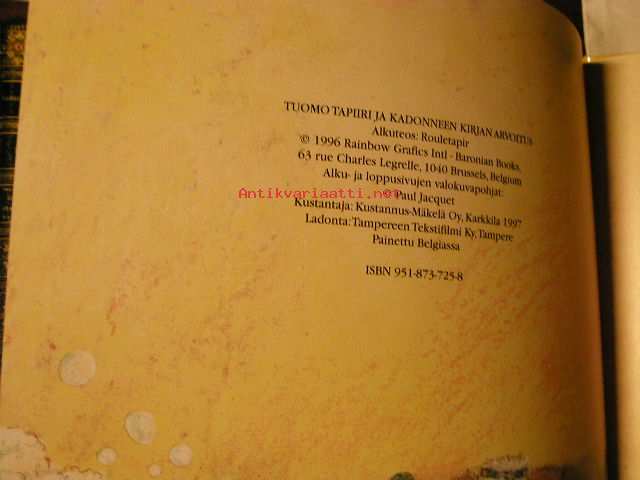 TUOMO TAPIIRI JA KADONNEEN KIRJAN ARVOITUS
Alkuteos: Rouletapir
© 1996 Rainbow Grafics Intl - Baronian Books,
63 rue Charles Legrelle, 1040 Brussels, Belgium
Alku- ja loppusivujen valokuvapohjat:
Antikvariaatti.net
Paul Jacquet
Kustantaja: Kustannus-Mäkelä Oy, Karkkila 1997
Ladonta: Tampereen Tekstifilmi Ky, Tampere
Painettu Belgiassa
ISBN 951-873-725-8